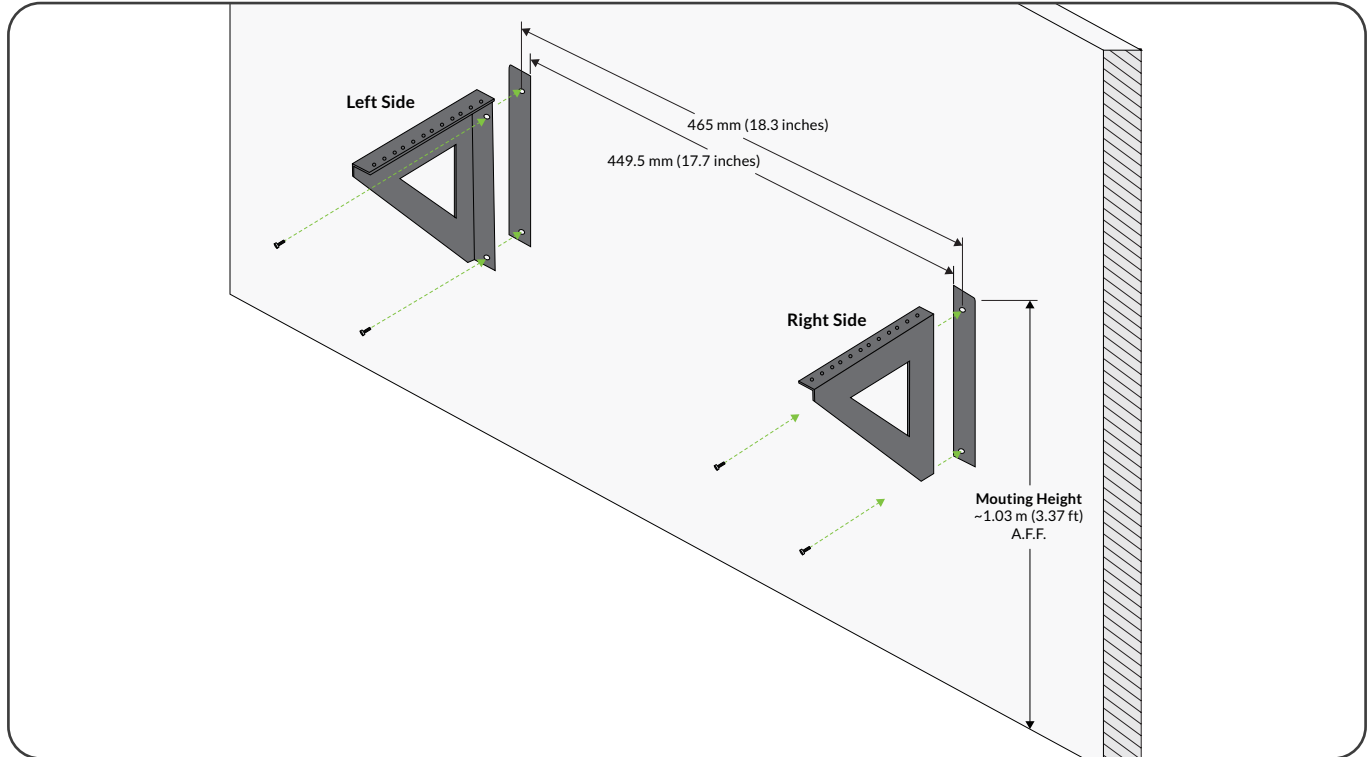 Left Side
465 mm (18.3 inches)
449.5 mm (17.7 inches)
Right Side
Mouting Height
~1.03 m (3.37 ft)
A.F.F.